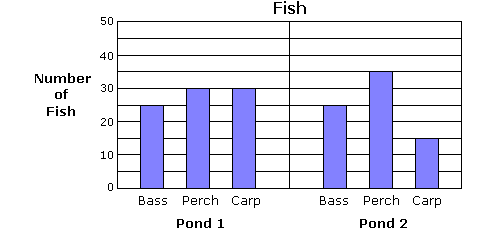 Fish
Number
of
Fish
50
40
30
20
10
0
Bass Perch Carp Bass Perch Carp
Pond 1 Pond 2